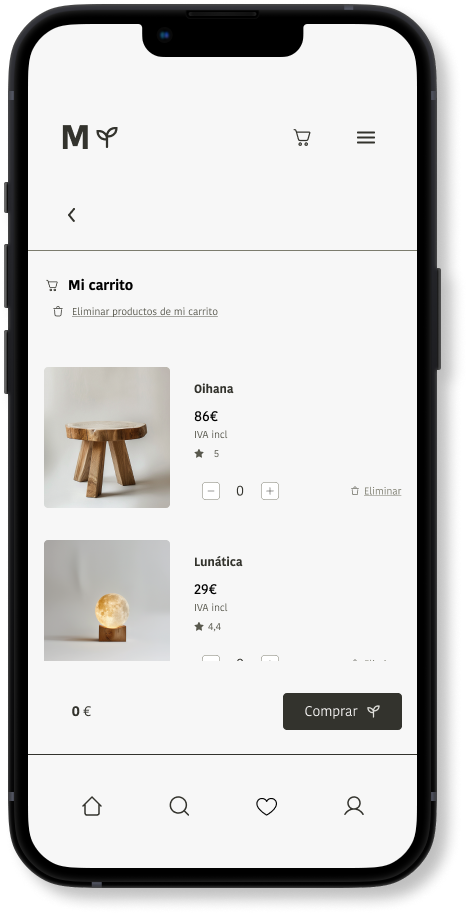 M
Mi carrito
Eliminar productos de mi carrito
Oihana
86€
IVA incl
5
0
Eliminar
Lunática
29€
IVA incl
4,4
0 €
Comprar